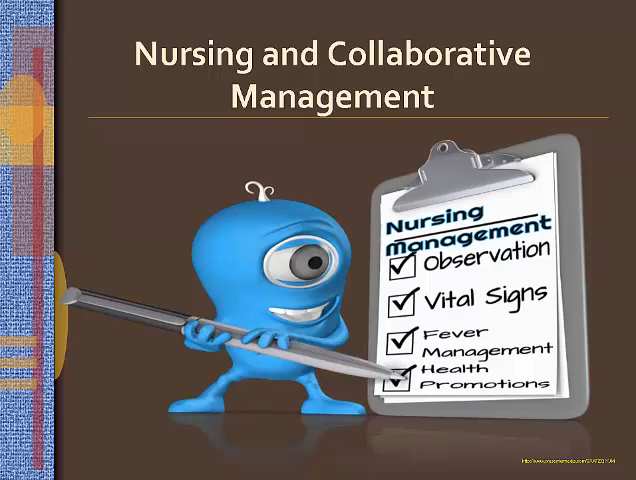 Nursing and Collaborative
Management
Nursing
management
Observation
Vital Signs
Fever
Management
Health
Promotions